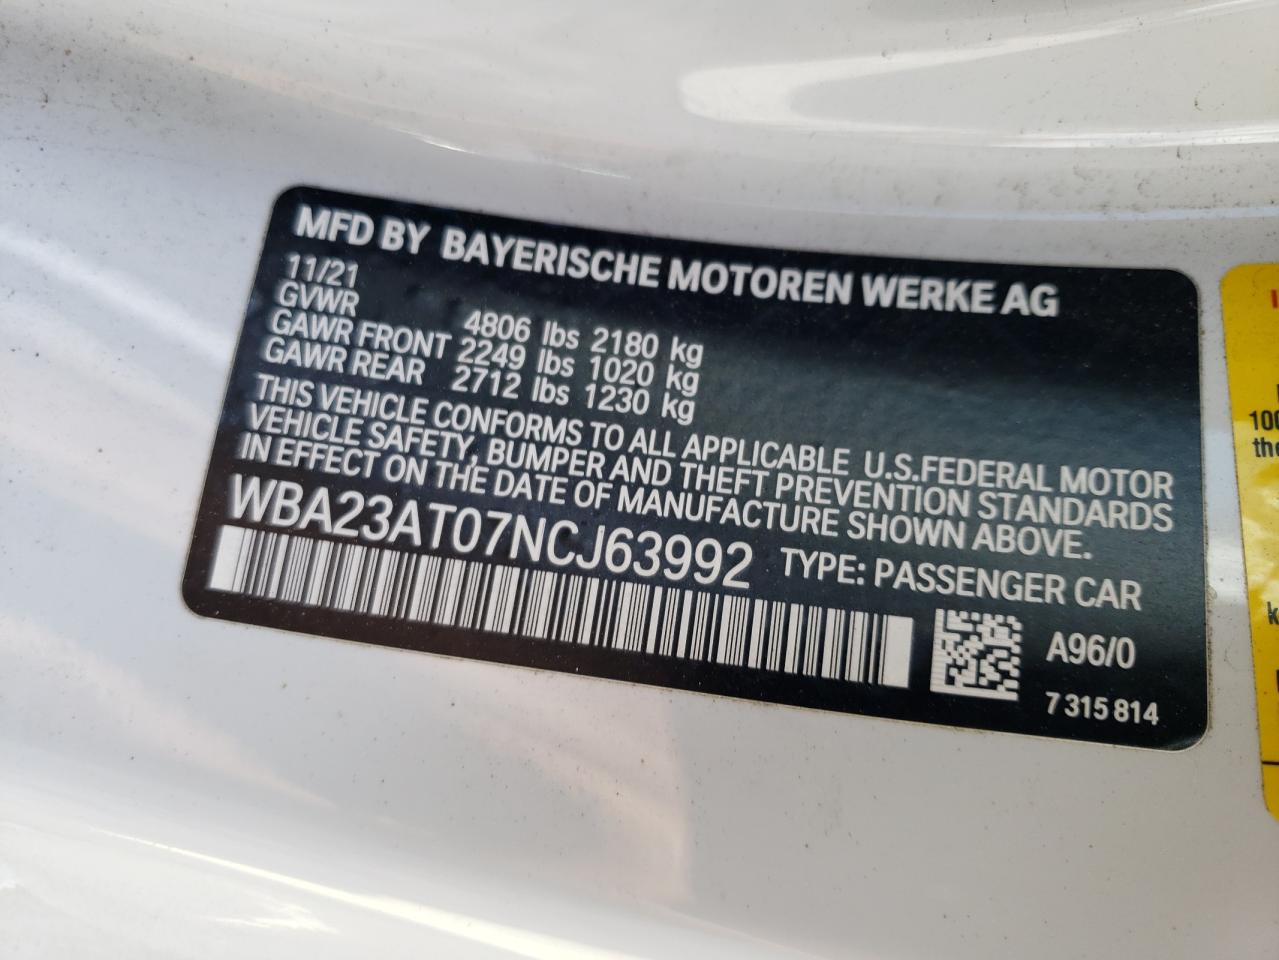 MFD BY BAYERISCHE MOTOREN WERKE AG
11/21
GVWR 4806 lbs 2180 kg
GAWR FRONT 2249 lbs 1020 kg
GAWR REAR 2712 lbs 1230 kg
THIS VEHICLE CONFORMS TO ALL APPLICABLE U.S.FEDERAL MOTOR
VEHICLE SAFETY, BUMPER AND THEFT PREVENTION STANDARDS
IN EFFECT ON THE DATE OF MANUFACTURE SHOWN ABOVE.
WBA23AT07NCJ63992 TYPE: PASSENGER CAR
A96/0
7 315 814